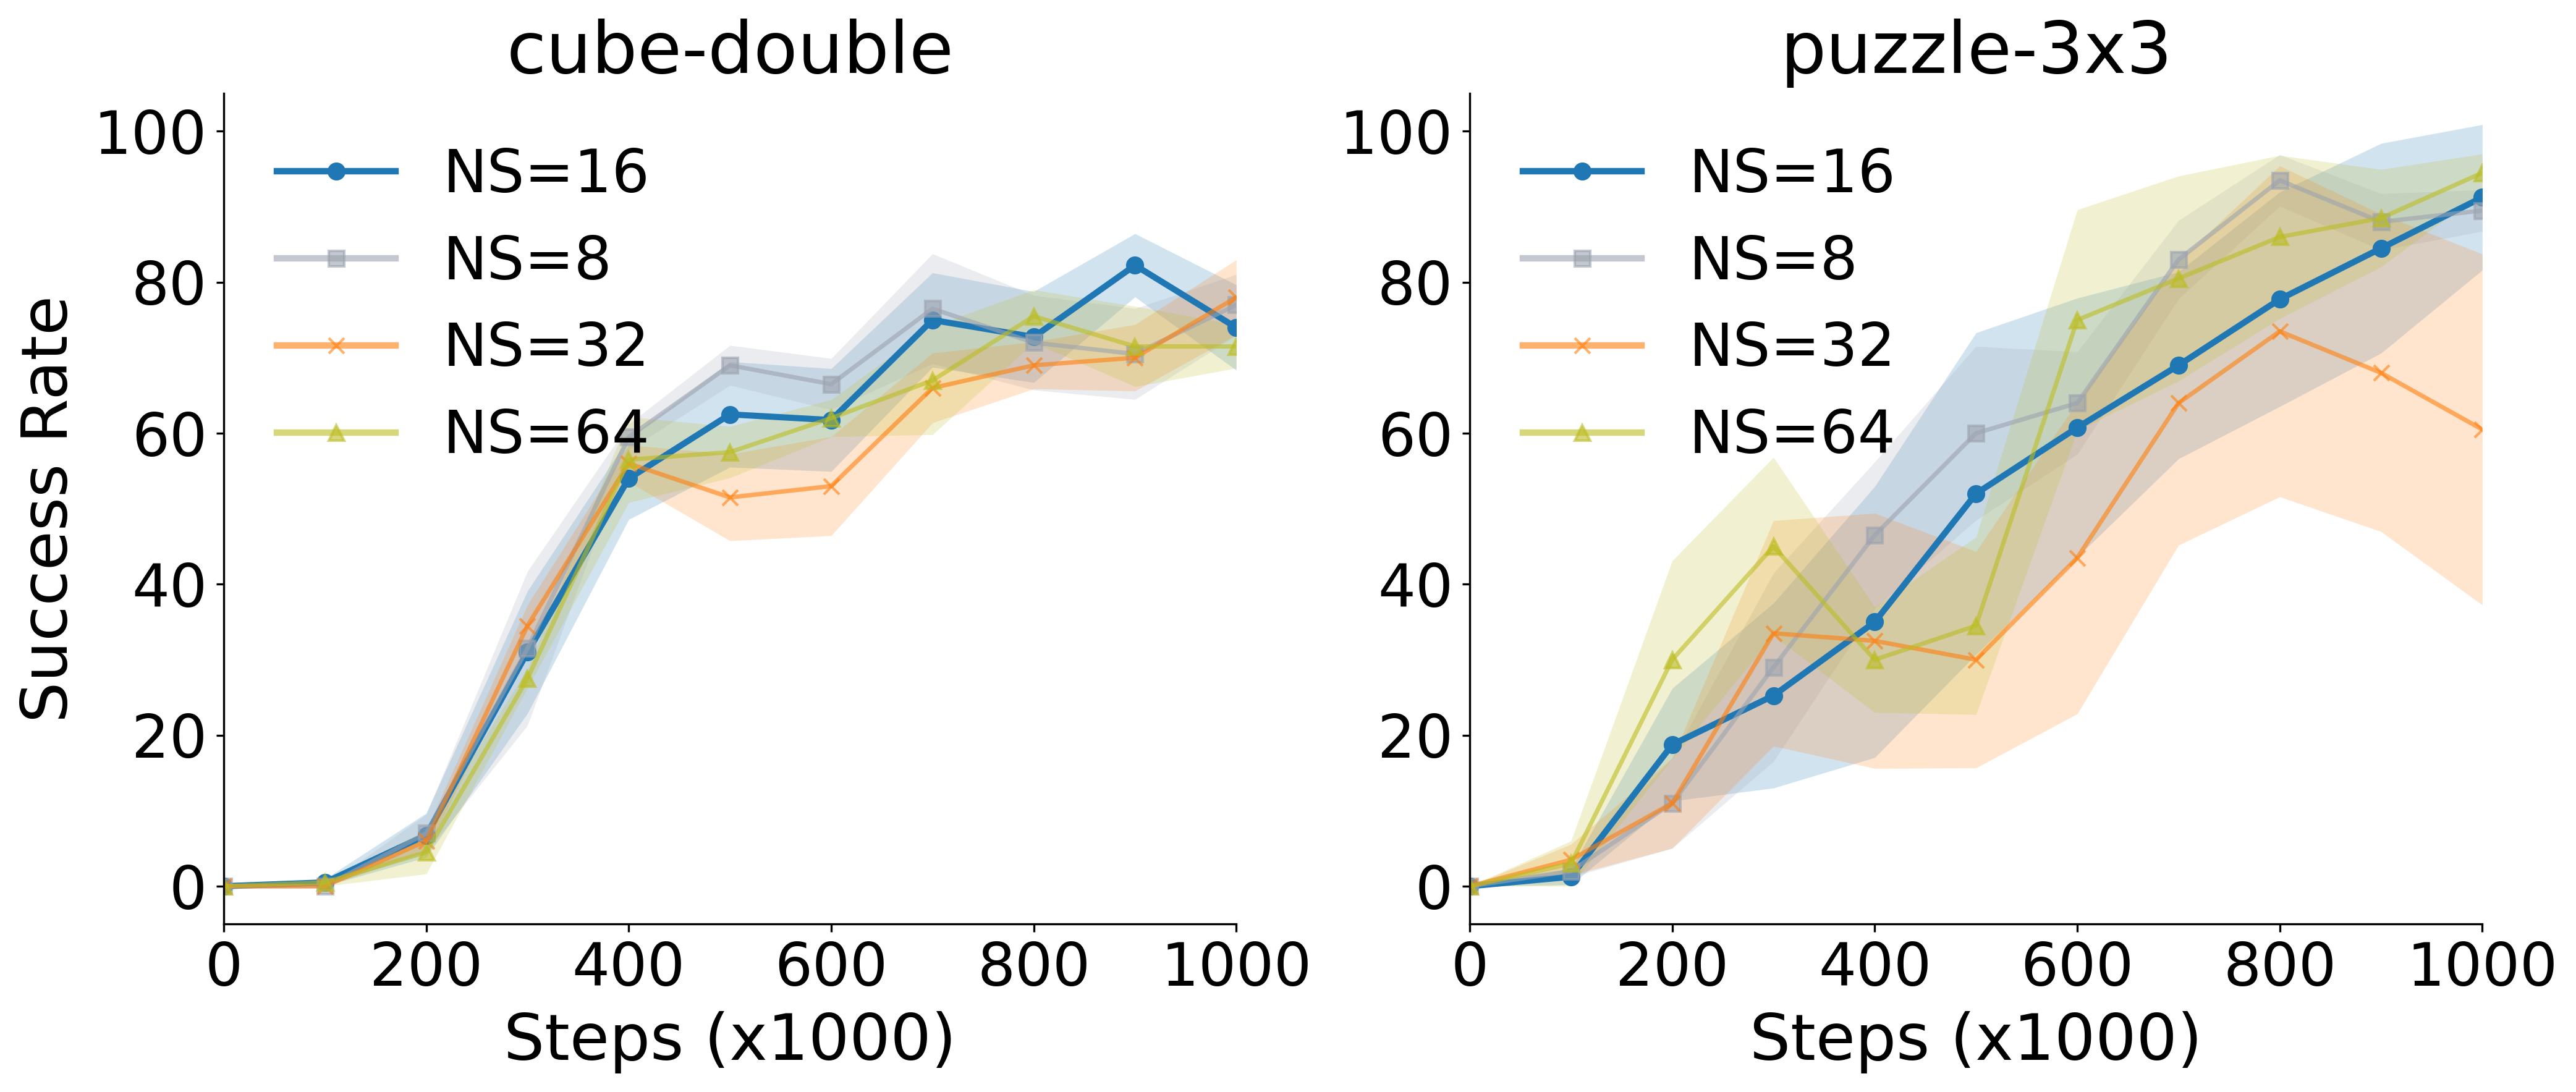 cube-double
100
80
60
40
20
0
Success Rate
NS=16
NS=8
NS=32
NS=64
0 200 400 600 800 1000
Steps (x1000)
puzzle-3x3
100
80
60
40
20
0
NS=16
NS=8
NS=32
NS=64
0 200 400 600 800 1000
Steps (x1000)